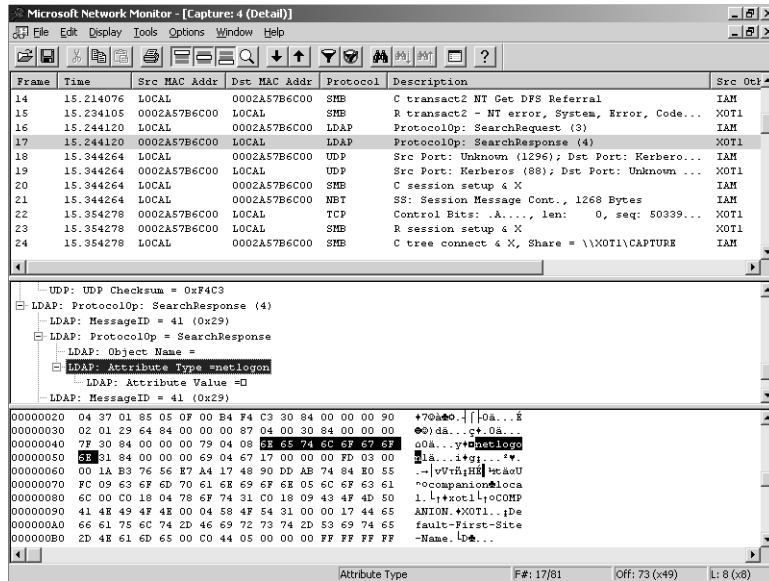 Microsoft Network Monitor - [Capture: 4 (Detail)]
File Edit Display Tools Options Window Help
Frame Time Src MAC Addr Dst MAC Addr Protocol Description Src Oth
14 15.214076 LOCAL 0002A57B6C00 SMB C transact2 NT Get DFS Referral IAM
15 15.234105 0002A57B6C00 LOCAL SMB R transact2 - NT error, System, Error, Code... XOT1
16 15.244120 LOCAL 0002A57B6C00 LDAP ProtocolOp: SearchRequest (3) IAM
17 15.244120 0002A57B6C00 LOCAL LDAP ProtocolOp: SearchResponse (4) XOT1
18 15.344264 LOCAL 0002A57B6C00 UDP Src Port: Unknown (1296); Dst Port: Kerbero... IAM
19 15.344264 0002A57B6C00 LOCAL UDP Src Port: Kerberos (88); Dst Port: Unknown ... XOT1
20 15.344264 LOCAL 0002A57B6C00 SMB C session setup & X IAM
21 15.344264 LOCAL 0002A57B6C00 NBT SS: Session Message Cont., 1268 Bytes IAM
22 15.354278 0002A57B6C00 LOCAL TCP Control Bits: .A...., len: 0, seq: 50339... XOT1
23 15.354278 0002A57B6C00 LOCAL SMB R session setup & X XOT1
24 15.354278 LOCAL 0002A57B6C00 SMB C tree connect & X, Share = \\XOT1\CAPTURE IAM
UDP: UDP Checksum = 0xF4C3
LDAP: ProtocolOp: SearchResponse (4)
LDAP: MessageID = 41 (0x29)
LDAP: ProtocolOp = SearchResponse
LDAP: Object Name =
LDAP: Attribute Type =netlogon
LDAP: Attribute Value =
LDAP: MessageID = 41 (0x29)
00000020 04 37 01 85 05 0F 00 B4 F4 C3 30 84 00 00 00 90
00000030 02 01 29 64 84 00 00 00 87 04 00 30 84 00 00 00
00000040 7F 30 84 00 00 00 79 04 08 6E 65 74 6C 6F 67 6F netlogo
00000050 6E 31 84 00 00 00 69 04 67 17 00 00 00 FD 03 00
00000060 00 1A B3 76 56 E7 A4 17 48 90 DD AB 74 84 E0 55
00000070 FC 09 63 6F 6D 70 61 6E 69 6F 6E 05 6C 6F 63 61 companion loca
00000080 6C 00 C0 18 04 78 6F 74 31 C0 18 09 43 4F 4D 50 l. xot1 COMP
00000090 41 4E 49 4F 4E 00 04 58 4F 54 31 00 00 17 44 65 ANION. XOT1.. De
000000A0 66 61 75 6C 74 2D 46 69 72 73 74 2D 53 69 74 65 fault-First-Site
000000B0 2D 4E 61 6D 65 00 C0 44 05 00 00 00 FF FF FF FF -Name.
Attribute Type F#: 17/81 Off: 73 (x49) L: 8 (x8)